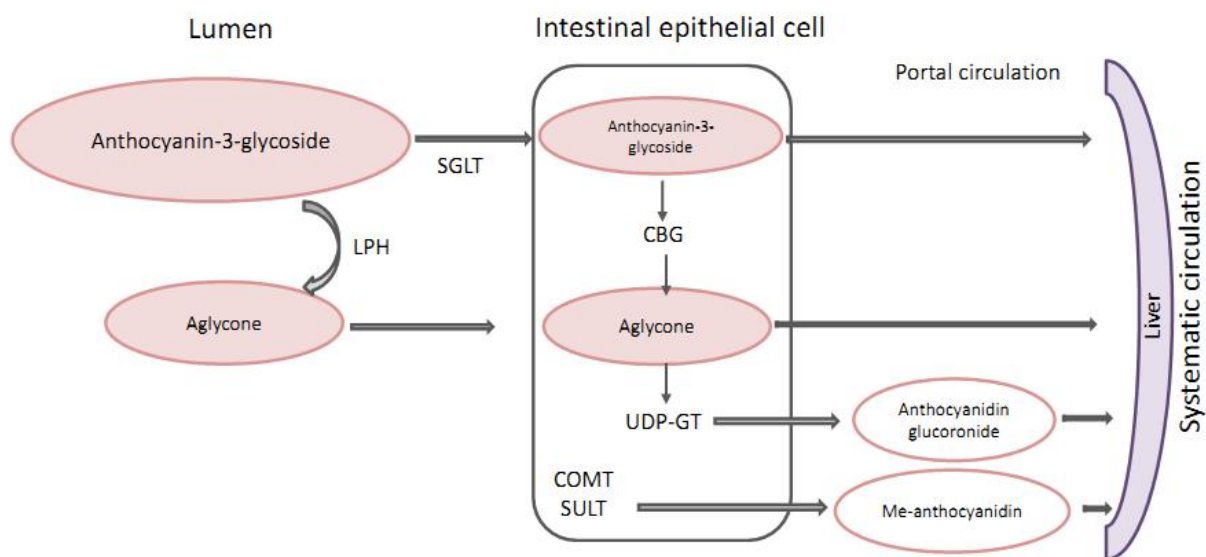 Lumen
Intestinal epithelial cell
Portal circulation
Anthocyanin-3-glycoside
SGLT
Anthocyanin-3-
glycoside
LPH
CBG
Aglycone
Aglycone
UDP-GT
Anthocyanidin
glucoronide
COMT
SULT
Me-anthocyanidin
Liver
Systematic circulation